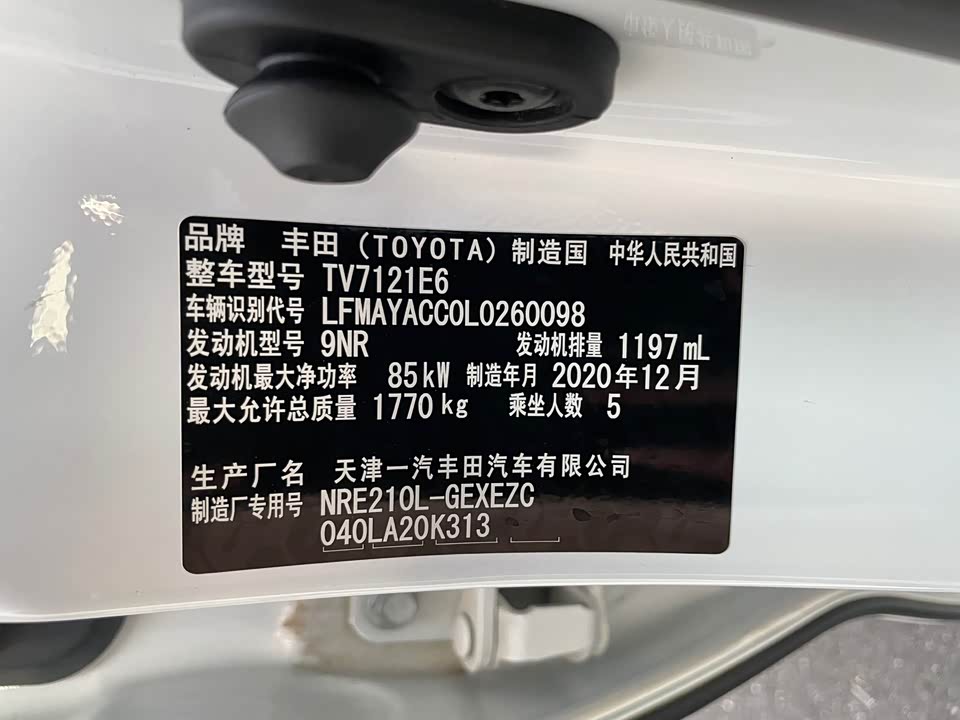 品牌 丰田（TOYOTA）制造国 中华人民共和国
整车型号 TV7121E6
车辆识别代号 LFMAYACC0L0260098
发动机型号 9NR 发动机排量 1197mL
发动机最大净功率 85kW 制造年月 2020年12月
最大允许总质量 1770kg 乘坐人数 5
生产厂名 天津一汽丰田汽车有限公司
制造厂专用号 NRE210L-GEXEZC
040LA20K313